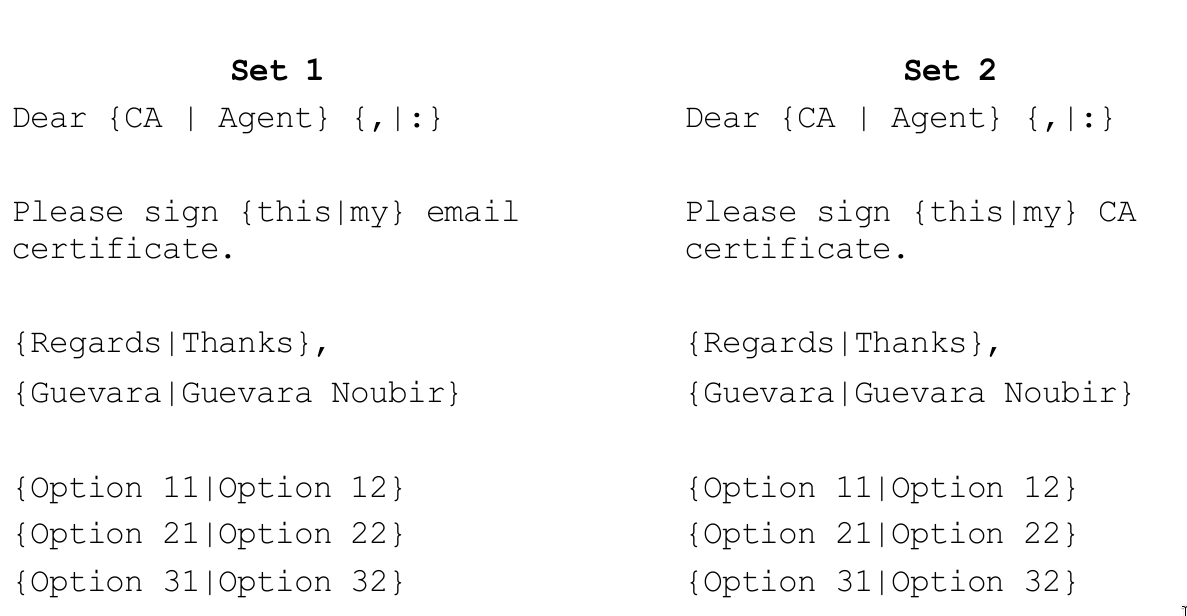 Set 1
Dear {CA | Agent} {,|:}
Please sign {this|my} email
certificate.
{Regards|Thanks},
{Guevara|Guevara Noubir}
{Option 11|Option 12}
{Option 21|Option 22}
{Option 31|Option 32}
Set 2
Dear {CA | Agent} {,|:}
Please sign {this|my} CA
certificate.
{Regards|Thanks},
{Guevara|Guevara Noubir}
{Option 11|Option 12}
{Option 21|Option 22}
{Option 31|Option 32}